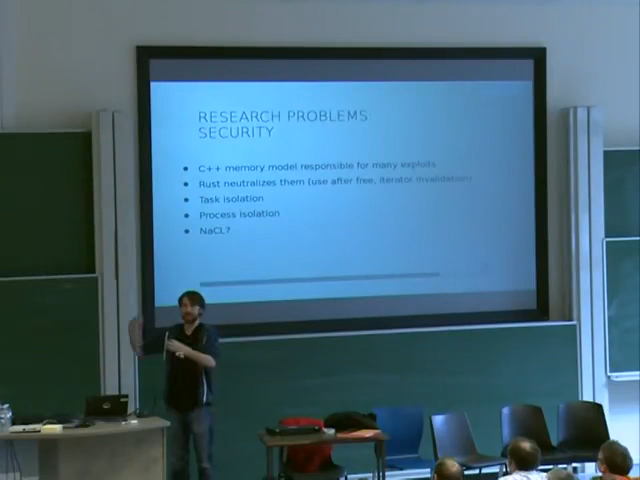 RESEARCH PROBLEMS:
SECURITY
C++ memory model responsible for many exploits
Rust neutralizes them (use after free, iterator invalidation)
Task isolation
Process isolation
NaCL?